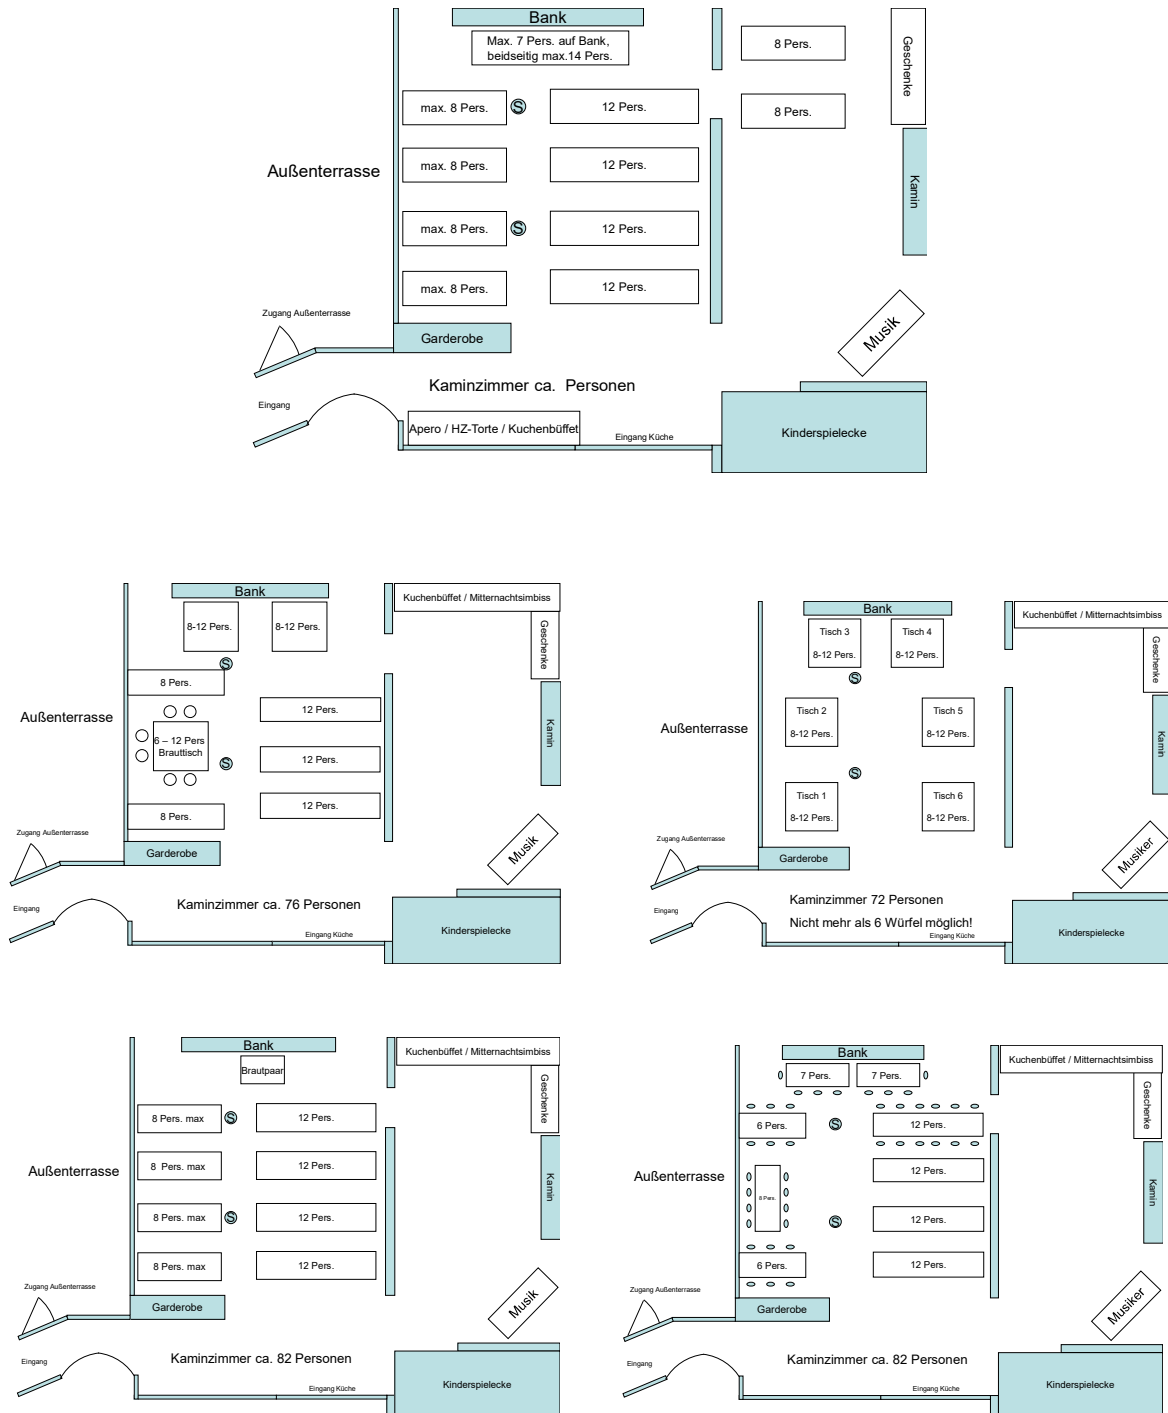 Bank
Max. 7 Pers. auf Bank,
beidseitig max.14 Pers.
8 Pers.
Geschenke
max. 8 Pers.
S
12 Pers.
8 Pers.
Außenterrasse
max. 8 Pers.
12 Pers.
Kamin
max. 8 Pers.
S
12 Pers.
max. 8 Pers.
12 Pers.
Zugang Außenterrasse
Garderobe
Musik
Kaminzimmer ca.  Personen
Eingang
Apero / HZ-Torte / Kuchenbüffet
Eingang Küche
Kinderspielecke
Bank
Kuchenbüffet / Mitternachtsimbiss
8-12 Pers.
8-12 Pers.
Geschenke
S
8 Pers.
12 Pers.
Außenterrasse
Kamin
6 – 12 Pers
Brauttisch
12 Pers.
S
12 Pers.
8 Pers.
Zugang Außenterrasse
Garderobe
Musik
Kaminzimmer ca. 76 Personen
Eingang
Eingang Küche
Kinderspielecke
Bank
Kuchenbüffet / Mitternachtsimbiss
Tisch 3
8-12 Pers.
Tisch 4
8-12 Pers.
Geschenke
S
Tisch 2
8-12 Pers.
Tisch 5
8-12 Pers.
Außenterrasse
Kamin
S
Tisch 1
8-12 Pers.
Tisch 6
8-12 Pers.
Zugang Außenterrasse
Garderobe
Musiker
Kaminzimmer 72 Personen
Nicht mehr als 6 Würfel möglich!
Eingang
Eingang Küche
Kinderspielecke
Bank
Kuchenbüffet / Mitternachtsimbiss
Brautpaar
Geschenke
8 Pers. max
S
12 Pers.
Außenterrasse
8  Pers. max
12 Pers.
Kamin
8 Pers. max
S
12 Pers.
8 Pers. max
12 Pers.
Zugang Außenterrasse
Garderobe
Musik
Kaminzimmer ca. 82 Personen
Eingang
Eingang Küche
Kinderspielecke
Bank
Kuchenbüffet / Mitternachtsimbiss
7 Pers.
7 Pers.
Geschenke
6 Pers.
S
12 Pers.
Außenterrasse
12 Pers.
Kamin
8 Pers.
S
12 Pers.
6 Pers.
12 Pers.
Zugang Außenterrasse
Garderobe
Musiker
Kaminzimmer ca. 82 Personen
Eingang
Eingang Küche
Kinderspielecke